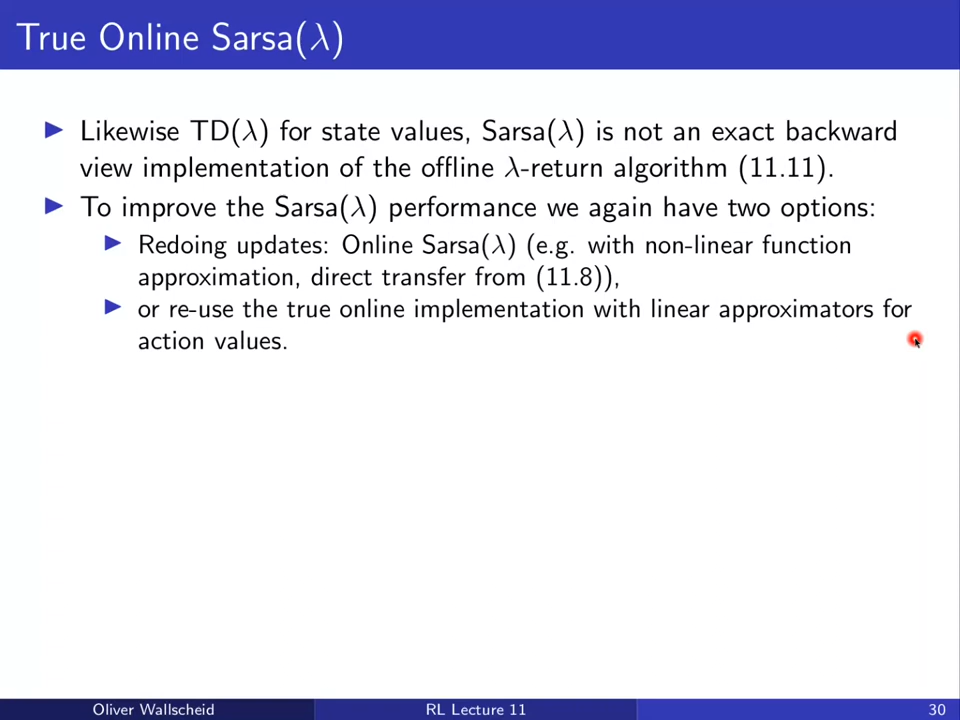 True Online Sarsa(λ)
▶ Likewise TD(λ) for state values, Sarsa(λ) is not an exact backward
view implementation of the offline λ-return algorithm (11.11).
▶ To improve the Sarsa(λ) performance we again have two options:
▶ Redoing updates: Online Sarsa(λ) (e.g. with non-linear function
approximation, direct transfer from (11.8)),
▶ or re-use the true online implementation with linear approximators for
action values.
Oliver Wallscheid RL Lecture 11 30